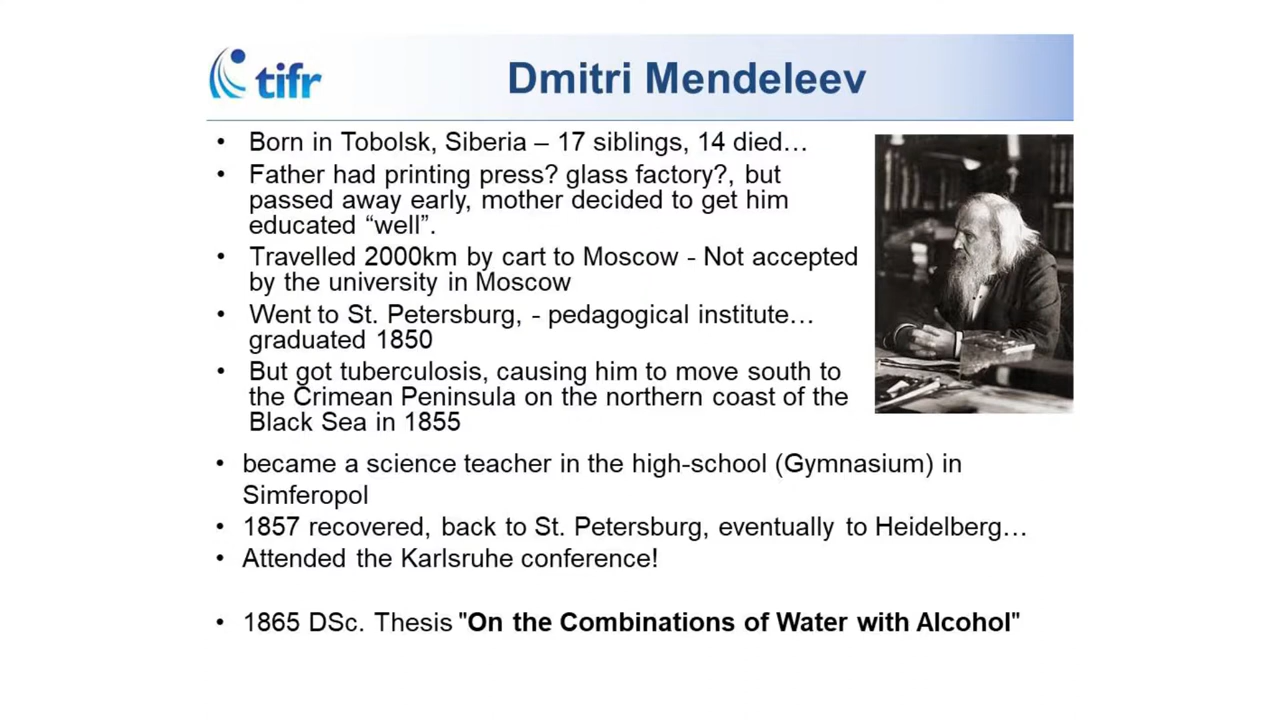 tifr
Dmitri Mendeleev
• Born in Tobolsk, Siberia – 17 siblings, 14 died…
• Father had printing press? glass factory?, but
passed away early, mother decided to get him
educated “well”.
• Travelled 2000km by cart to Moscow - Not accepted
by the university in Moscow
• Went to St. Petersburg, - pedagogical institute…
graduated 1850
• But got tuberculosis, causing him to move south to
the Crimean Peninsula on the northern coast of the
Black Sea in 1855
• became a science teacher in the high-school (Gymnasium) in
Simferopol
• 1857 recovered, back to St. Petersburg, eventually to Heidelberg…
• Attended the Karlsruhe conference!
• 1865 DSc. Thesis "On the Combinations of Water with Alcohol"